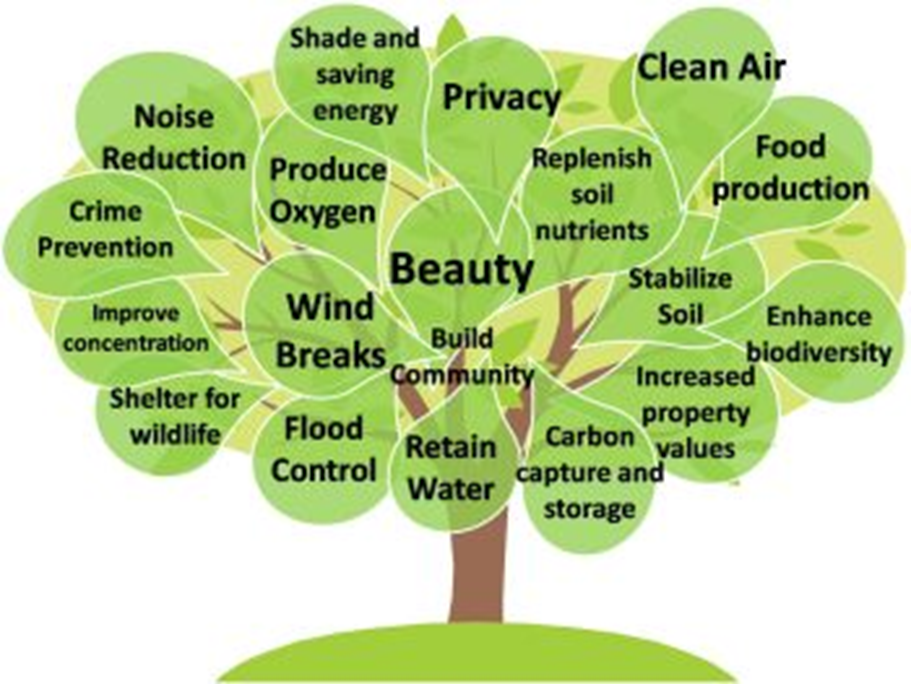 Shade and
saving
energy
Privacy
Clean Air
Noise
Reduction
Produce
Oxygen
Replenish
soil
nutrients
Food
production
Crime
Prevention
Beauty
Wind
Breaks
Stabilize
Soil
Improve
concentration
Build
Community
Enhance
biodiversity
Shelter for
wildlife
Flood
Control
Retain
Water
Carbon
capture and
storage
Increased
property
values